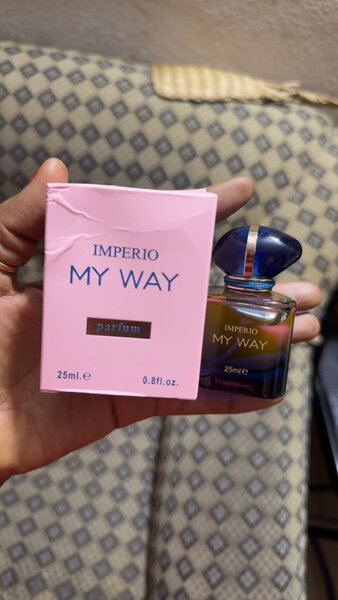 IMPERIO
MY WAY
parfum
25ml.e
0.8fl.oz.
IMPERIO
MY WAY
25ml℮